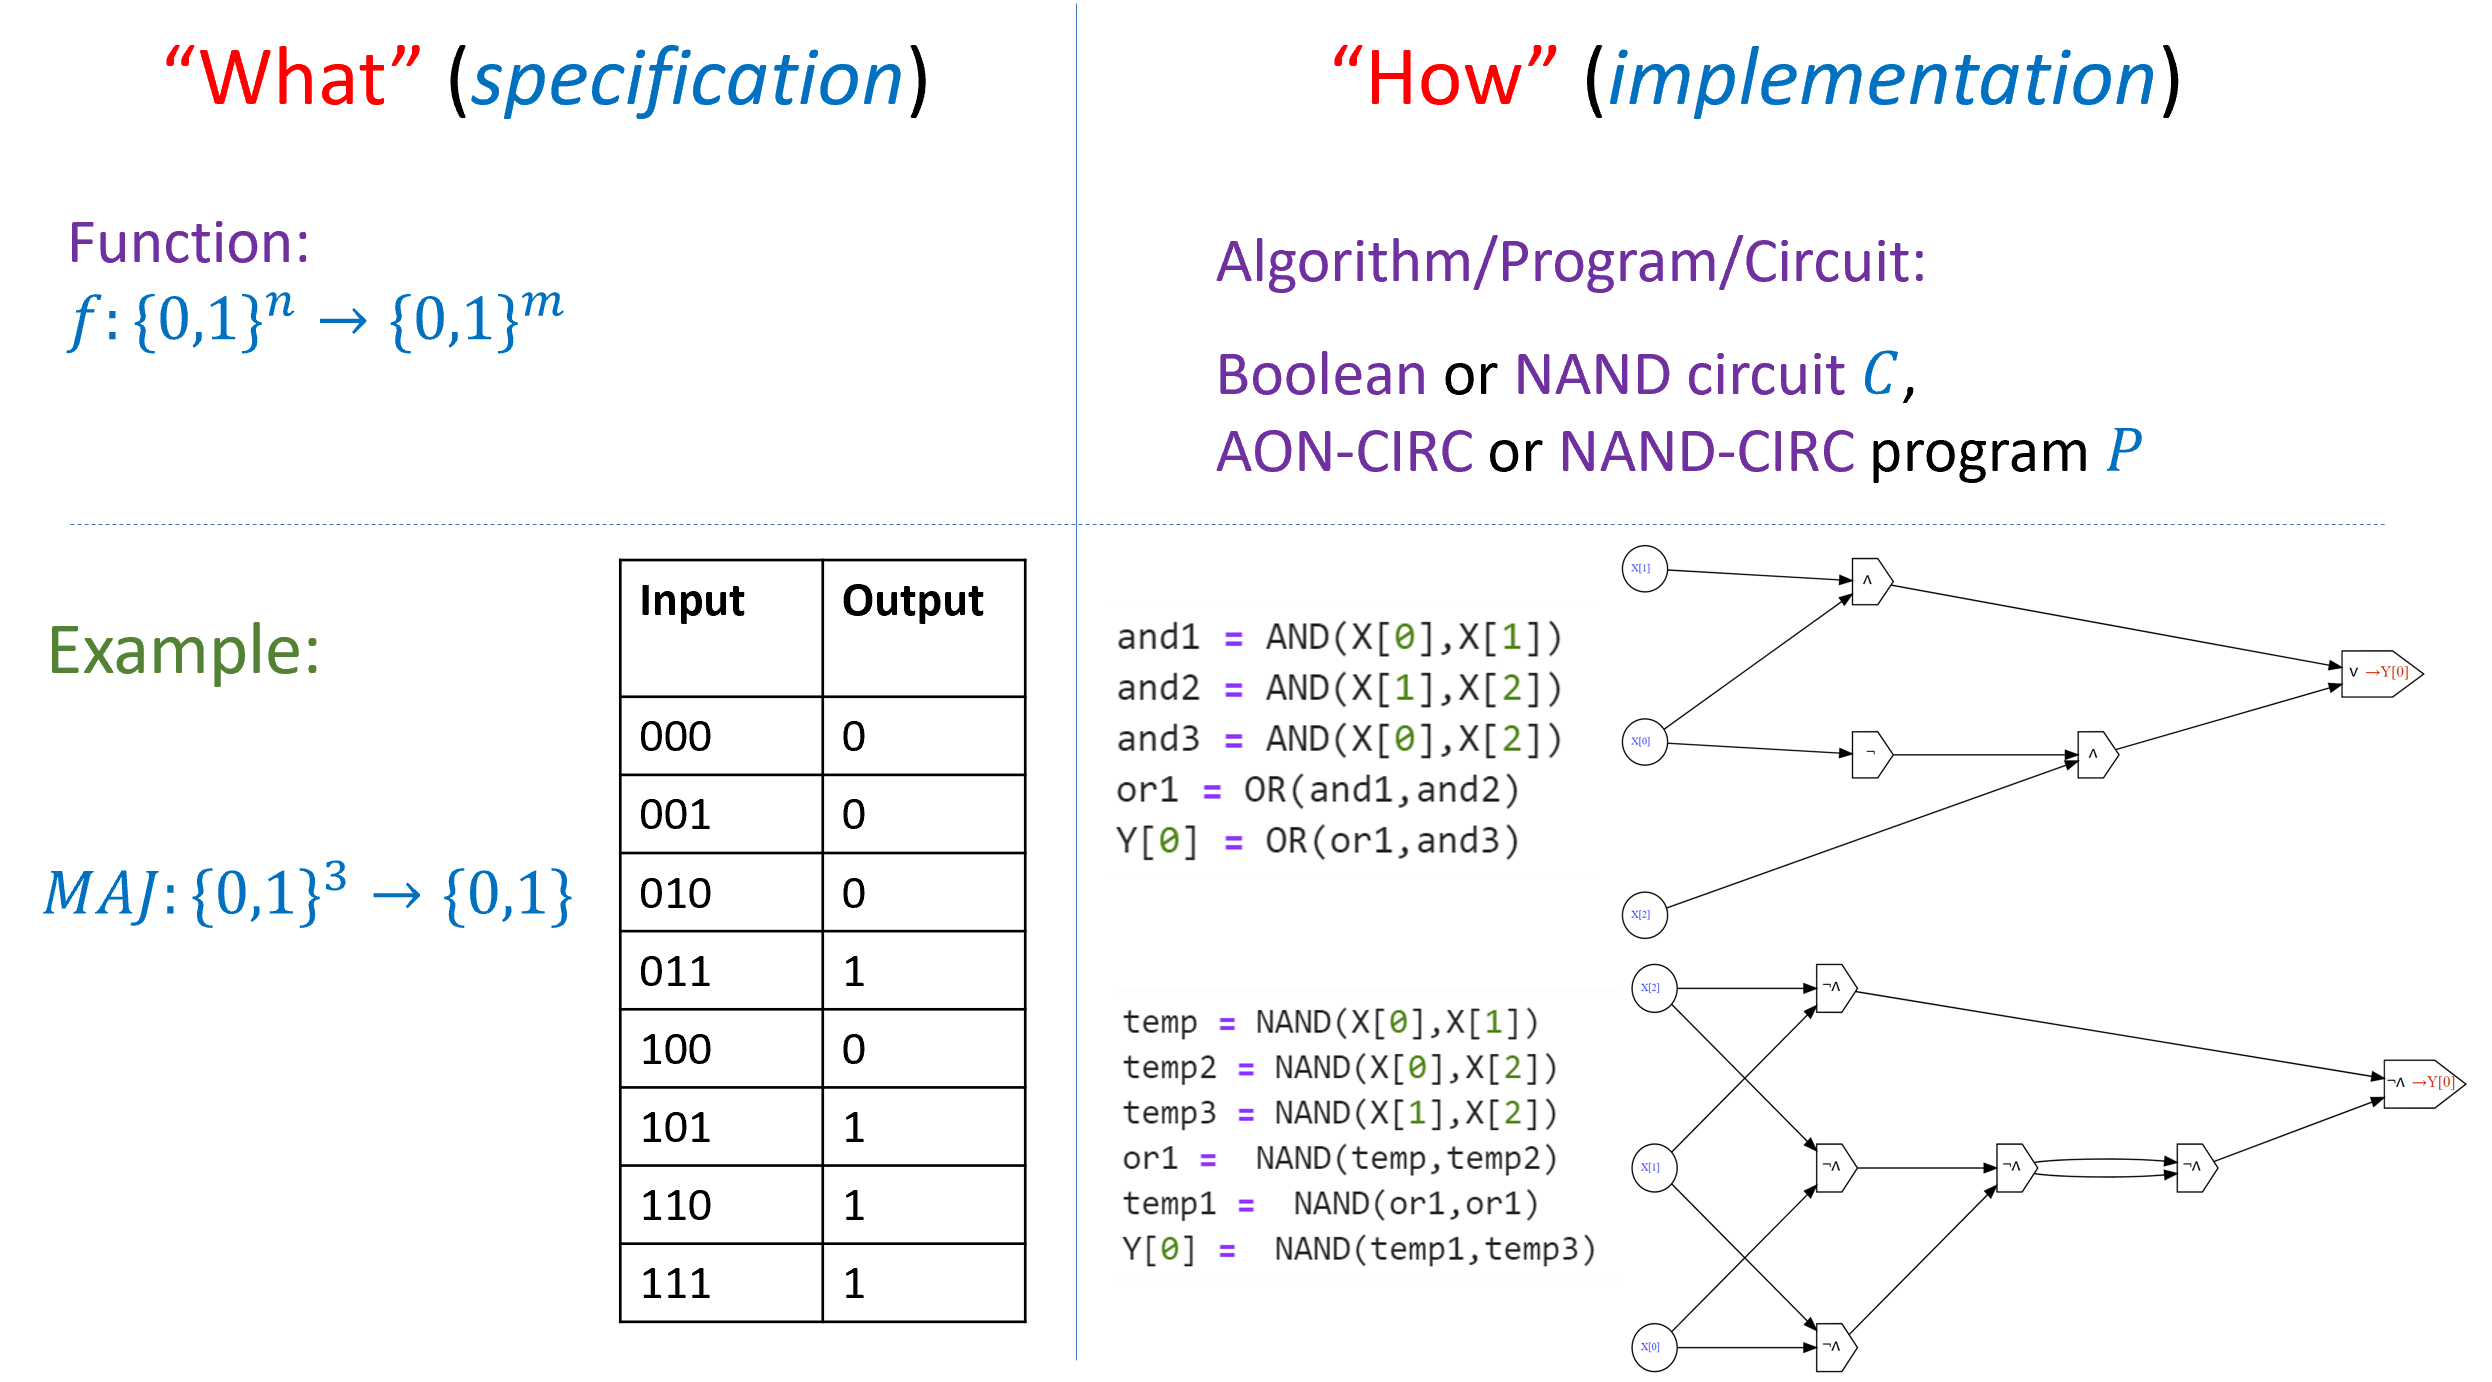 “What” (specification)
Function:
f: {0,1}ⁿ → {0,1}ᵐ
“How” (implementation)
Algorithm/Program/Circuit:
Boolean or NAND circuit C,
AON-CIRC or NAND-CIRC program P
Example:
MAJ: {0,1}³ → {0,1}
Input Output
000 0
001 0
010 0
011 1
100 0
101 1
110 1
111 1
and1 = AND(X[0],X[1])
and2 = AND(X[1],X[2])
and3 = AND(X[0],X[2])
or1 = OR(and1,and2)
Y[0] = OR(or1,and3)
X[1]
∧
∨ →Y[0]
X[0]
¬
∧
X[2]
temp = NAND(X[0],X[1])
temp2 = NAND(X[0],X[2])
temp3 = NAND(X[1],X[2])
or1 = NAND(temp,temp2)
temp1 = NAND(or1,or1)
Y[0] = NAND(temp1,temp3)
X[2]
¬∧
¬∧ →Y[0]
X[1]
¬∧
¬∧
¬∧
X[0]
¬∧